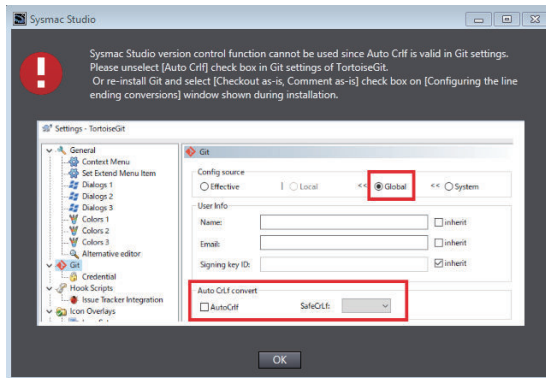 Sysmac Studio
Sysmac Studio version control function cannot be used since Auto Crlf is valid in Git settings.
Please unselect [Auto Crlf] check box in Git settings of TortoiseGit.
Or re-install Git and select [Checkout as-is, Comment as-is] check box on [Configuring the line
ending conversions] window shown during installation.
Settings - TortoiseGit
General
Context Menu
Set Extend Menu Item
Dialogs 1
Dialogs 2
Dialogs 3
Colors 1
Colors 2
Colors 3
Alternative editor
Git
Credential
Hook Scripts
Issue Tracker Integration
Icon Overlays
Git
Config source
Effective | Local << Global << System
User Info
Name: inherit
Email: inherit
Signing key ID: inherit
Auto CrLf convert
AutoCrlf SafeCrLf:
OK